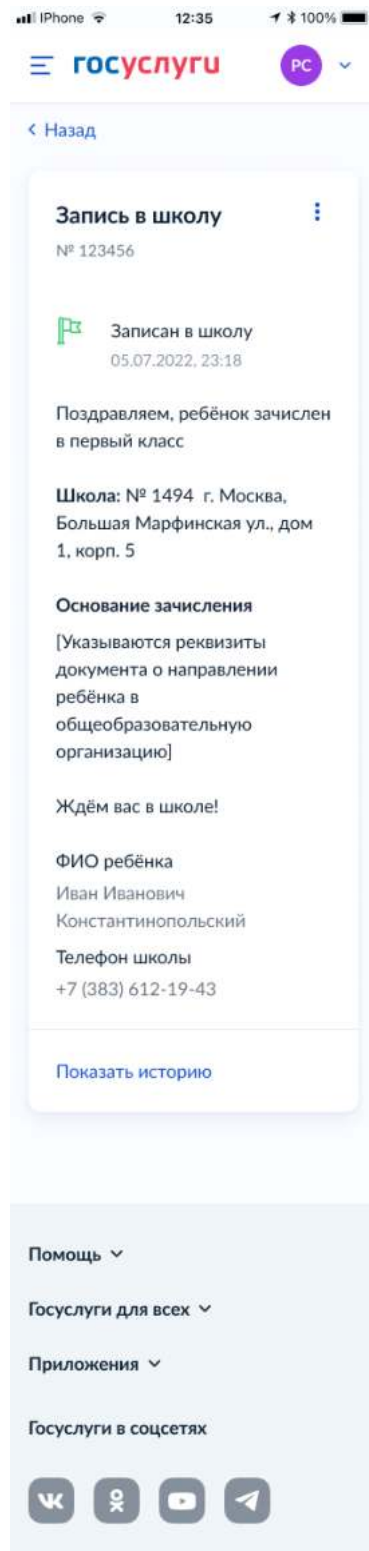 IPhone 12:35 100%
госуслуги РС
Назад
Запись в школу
№ 123456
Записан в школу
05.07.2022, 23:18
Поздравляем, ребёнок зачислен
в первый класс
Школа: № 1494 г. Москва,
Большая Марфинская ул., дом
1, корп. 5
Основание зачисления
[Указываются реквизиты
документа о направлении
ребёнка в
общеобразовательную
организацию]
Ждём вас в школе!
ФИО ребёнка
Иван Иванович
Константинопольский
Телефон школы
+7 (383) 612-19-43
Показать историю
Помощь
Госуслуги для всех
Приложения
Госуслуги в соцсетях